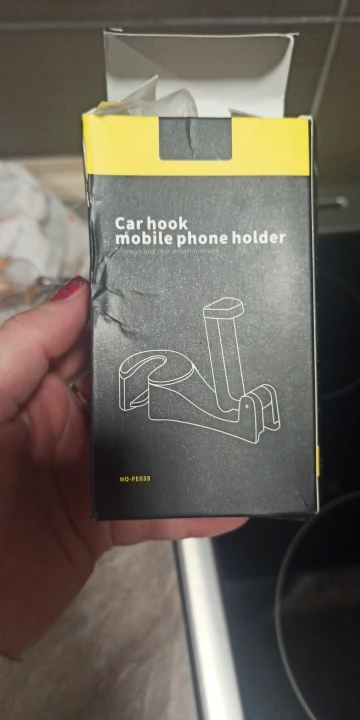 Car hook
mobile phone holder
storage and rear entertainment
NO-FE035